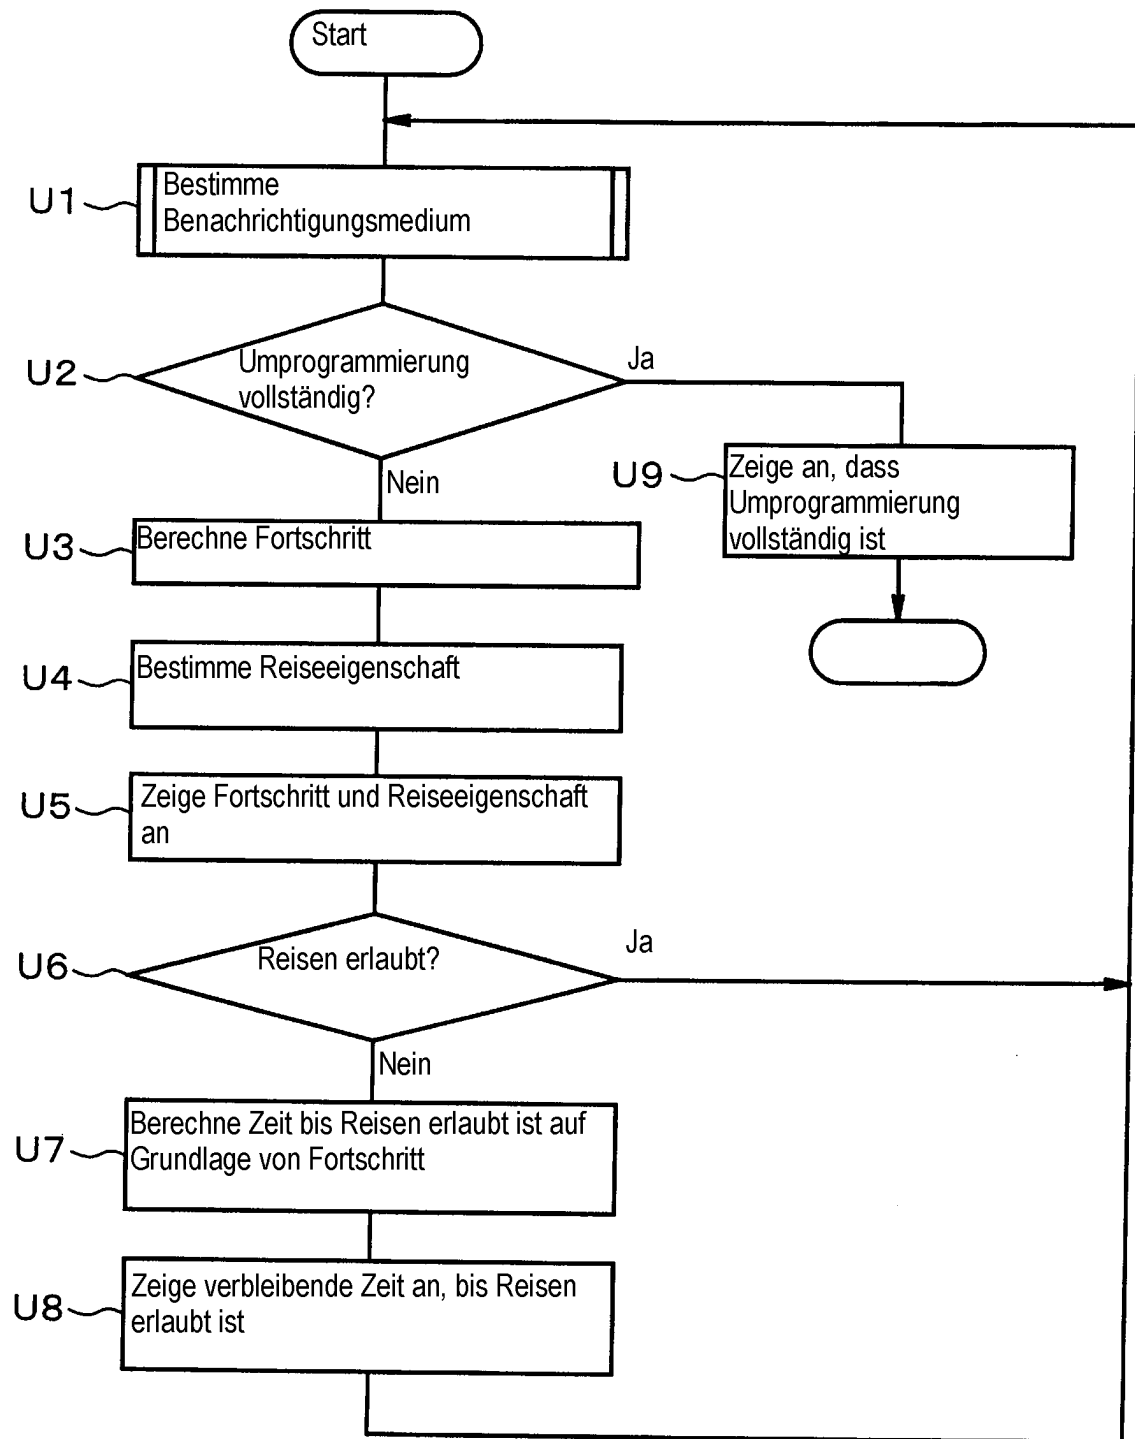 Start
U1
Bestimme
Benachrichtigungsmedium
U2
Umprogrammierung
vollständig?
Ja
Nein
U9
Zeige an, dass
Umprogrammierung
vollständig ist
U3
Berechne Fortschritt
U4
Bestimme Reiseeigenschaft
U5
Zeige Fortschritt und Reiseeigenschaft
an
U6
Reisen erlaubt?
Ja
Nein
U7
Berechne Zeit bis Reisen erlaubt ist auf
Grundlage von Fortschritt
U8
Zeige verbleibende Zeit an, bis Reisen
erlaubt ist